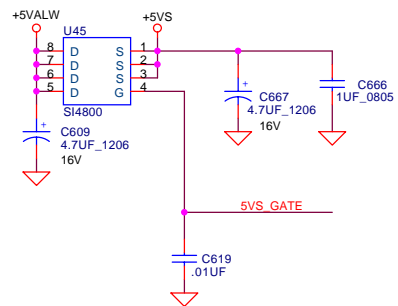 +5VALW
U45
+5VS
8 D S 1
7 D S 2
6 D S 3
5 D G 4
SI4800
+
C609
4.7UF_1206
16V
+
C667
4.7UF_1206
16V
C666
1UF_0805
5VS_GATE
C619
.01UF